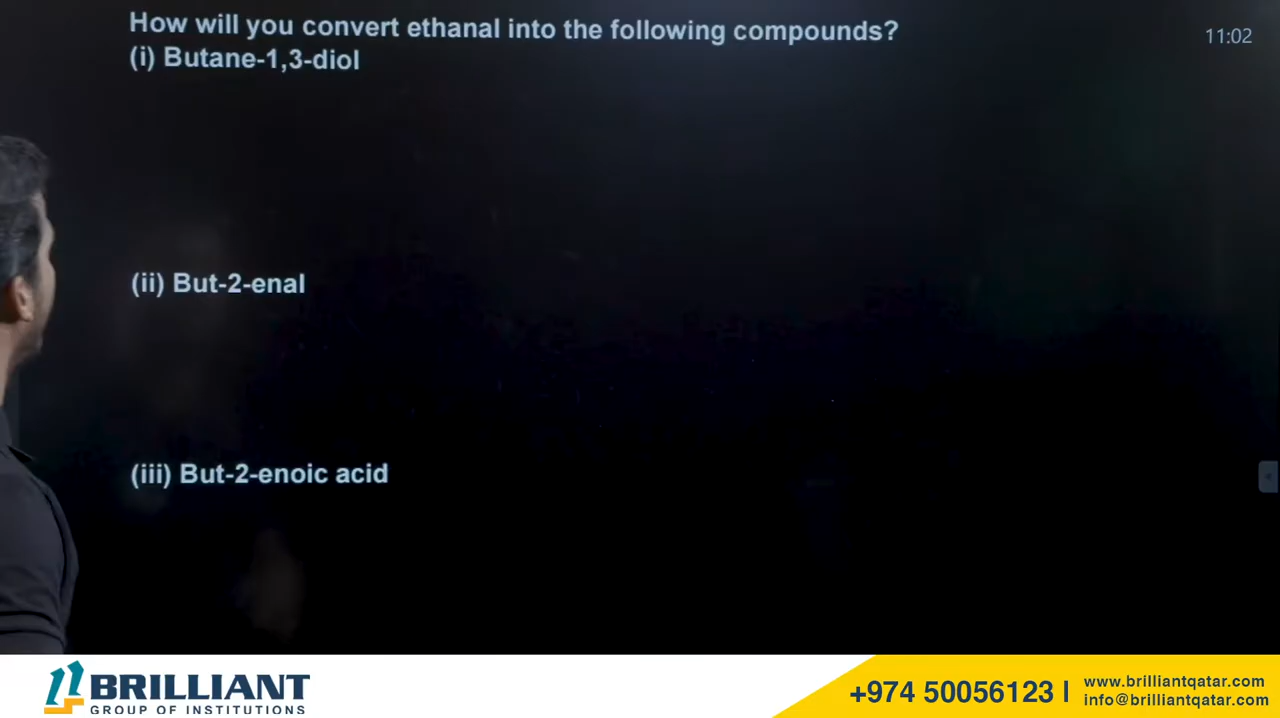 How will you convert ethanal into the following compounds?
11:02
(i) Butane-1,3-diol
(ii) But-2-enal
(iii) But-2-enoic acid
BRILLIANT
GROUP OF INSTITUTIONS
+974 50056123 |
www.brilliantqatar.com
info@brilliantqatar.com